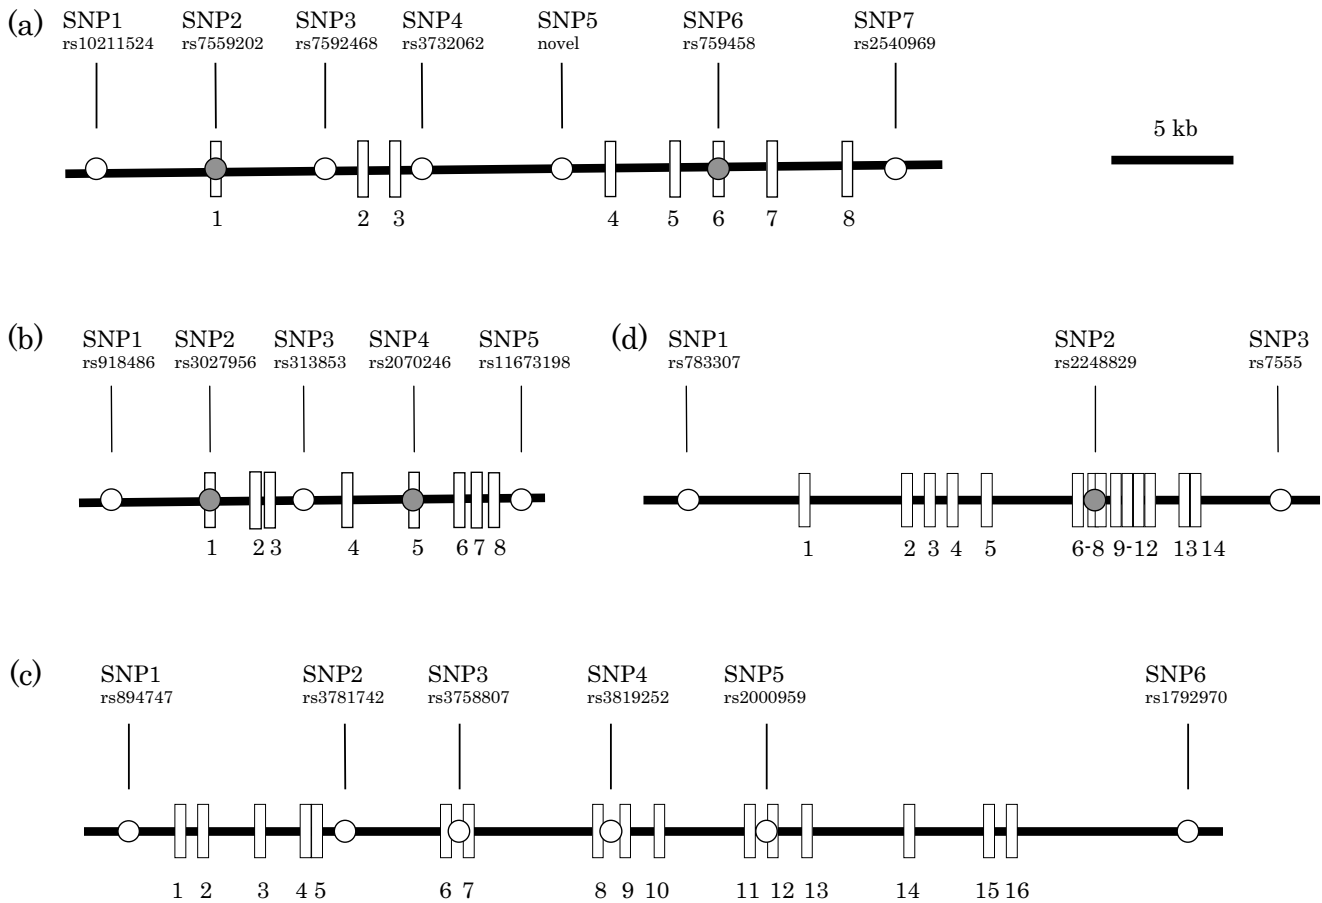 (a) SNP1 SNP2 SNP3 SNP4 SNP5 SNP6 SNP7
rs10211524 rs7559202 rs7592468 rs3732062 novel rs759458 rs2540969
5 kb
1 2 3 4 5 6 7 8
(b) SNP1 SNP2 SNP3 SNP4 SNP5
rs918486 rs3027956 rs313853 rs2070246 rs11673198
1 2 3 4 5 6 7 8
(d) SNP1 SNP2 SNP3
rs783307 rs2248829 rs7555
1 2 3 4 5 6-8 9-12 13 14
(c) SNP1 SNP2 SNP3 SNP4 SNP5 SNP6
rs894747 rs3781742 rs3758807 rs3819252 rs2000959 rs1792970
1 2 3 4 5 6 7 8 9 10 11 12 13 14 15 16